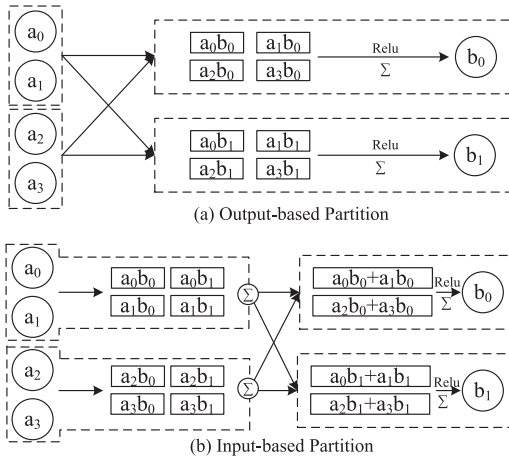 a₀
a₁
a₂
a₃
a₀b₀ a₁b₀
a₂b₀ a₃b₀
Relu
Σ
b₀
a₀b₁ a₁b₁
a₂b₁ a₃b₁
Relu
Σ
b₁
(a) Output-based Partition
a₀
a₁
a₀b₀ a₀b₁
a₁b₀ a₁b₁
Σ
a₂
a₃
a₂b₀ a₂b₁
a₃b₀ a₃b₁
Σ
a₀b₀+a₁b₀
a₂b₀+a₃b₀
Relu
Σ
b₀
a₀b₁+a₁b₁
a₂b₁+a₃b₁
Relu
Σ
b₁
(b) Input-based Partition